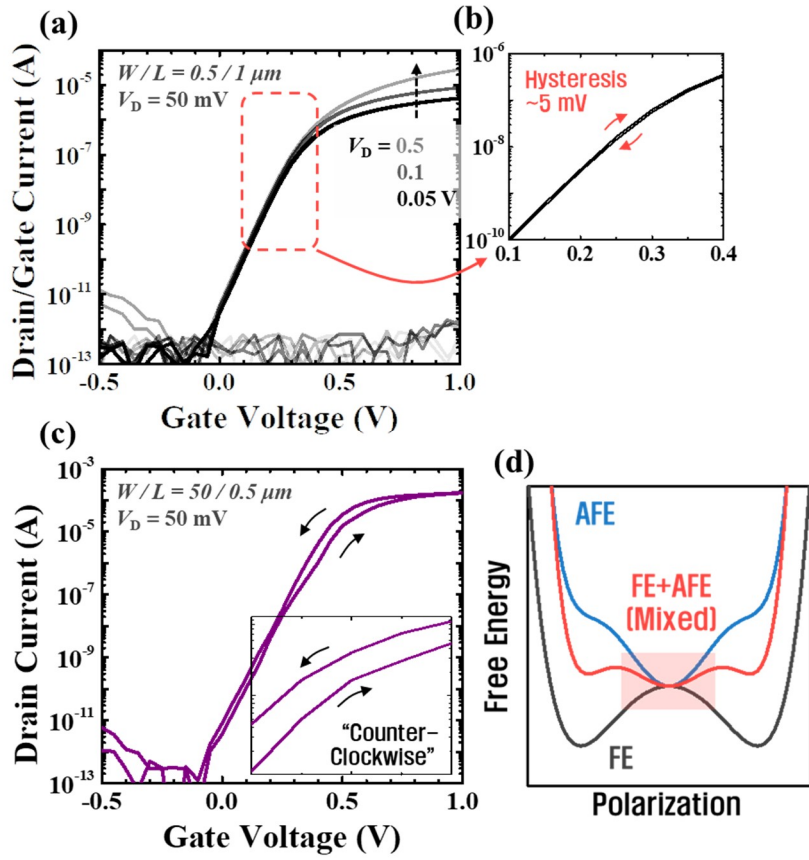 (a)
Drain/Gate Current (A)
10-5
10-7
10-9
10-11
10-13
W / L = 0.5 / 1 μm
VD = 50 mV
VD = 0.5
0.1
0.05 V
-0.5
0.0
0.5
1.0
Gate Voltage (V)
(b)
10-6
10-8
10-10
Hysteresis
~5 mV
0.1
0.2
0.3
0.4
(c)
Drain Current (A)
10-3
10-5
10-7
10-9
10-11
10-13
W / L = 50 / 0.5 μm
VD = 50 mV
“Counter-
Clockwise”
-0.5
0.0
0.5
1.0
Gate Voltage (V)
(d)
Free Energy
AFE
FE+AFE
(Mixed)
FE
Polarization